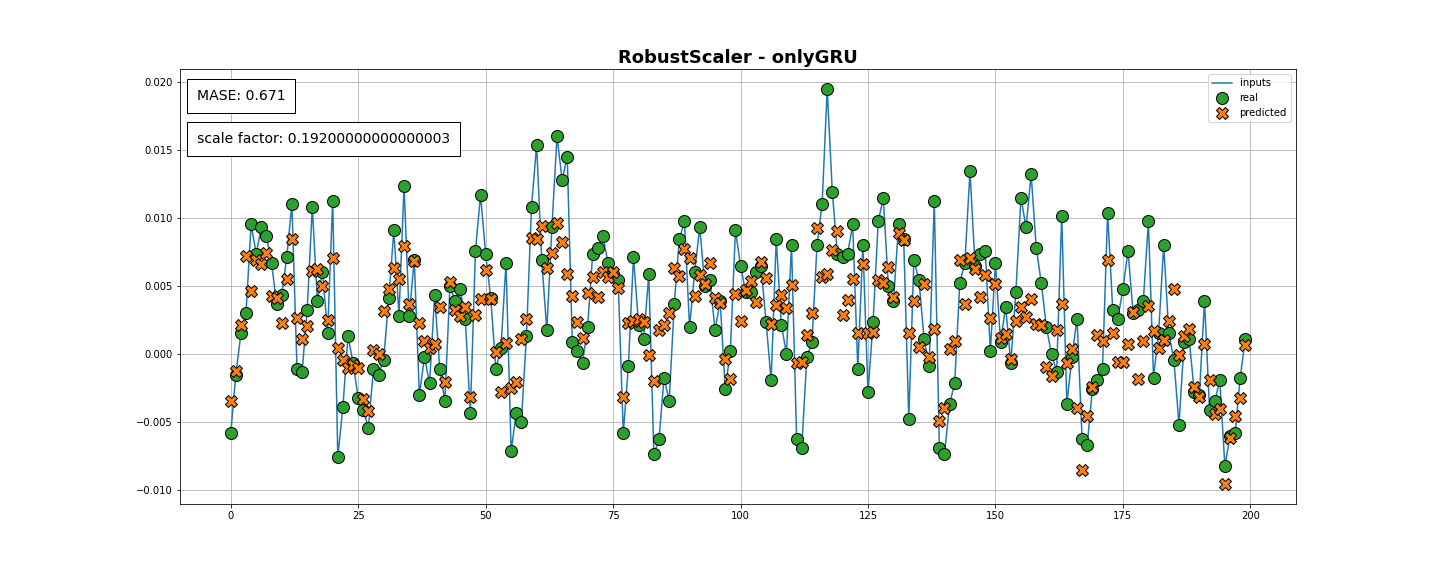 RobustScaler - onlyGRU
MASE: 0.671
scale factor: 0.19200000000000003
inputs
real
predicted
0.020
0.015
0.010
0.005
0.000
−0.005
−0.010
0 25 50 75 100 125 150 175 200